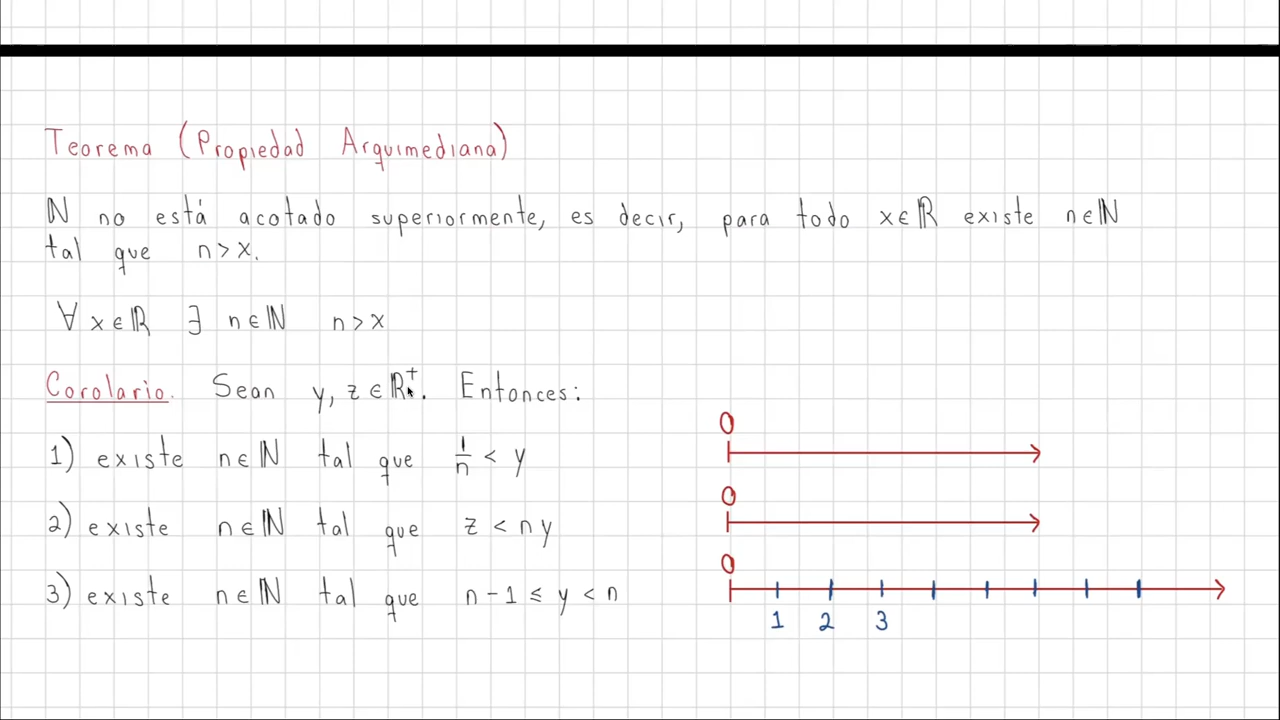 Teorema (Propiedad Arquimediana)
ℕ no está acotado superiormente, es decir, para todo x∈ℝ existe n∈ℕ
tal que n>x.
∀ x∈ℝ ∃ n∈ℕ n>x
Corolario. Sean y, z ∈ ℝ⁺. Entonces:
1) existe n∈ℕ tal que 1/n < y
2) existe n∈ℕ tal que z < ny
3) existe n∈ℕ tal que n-1 ≤ y < n
0
0
0
1 2 3